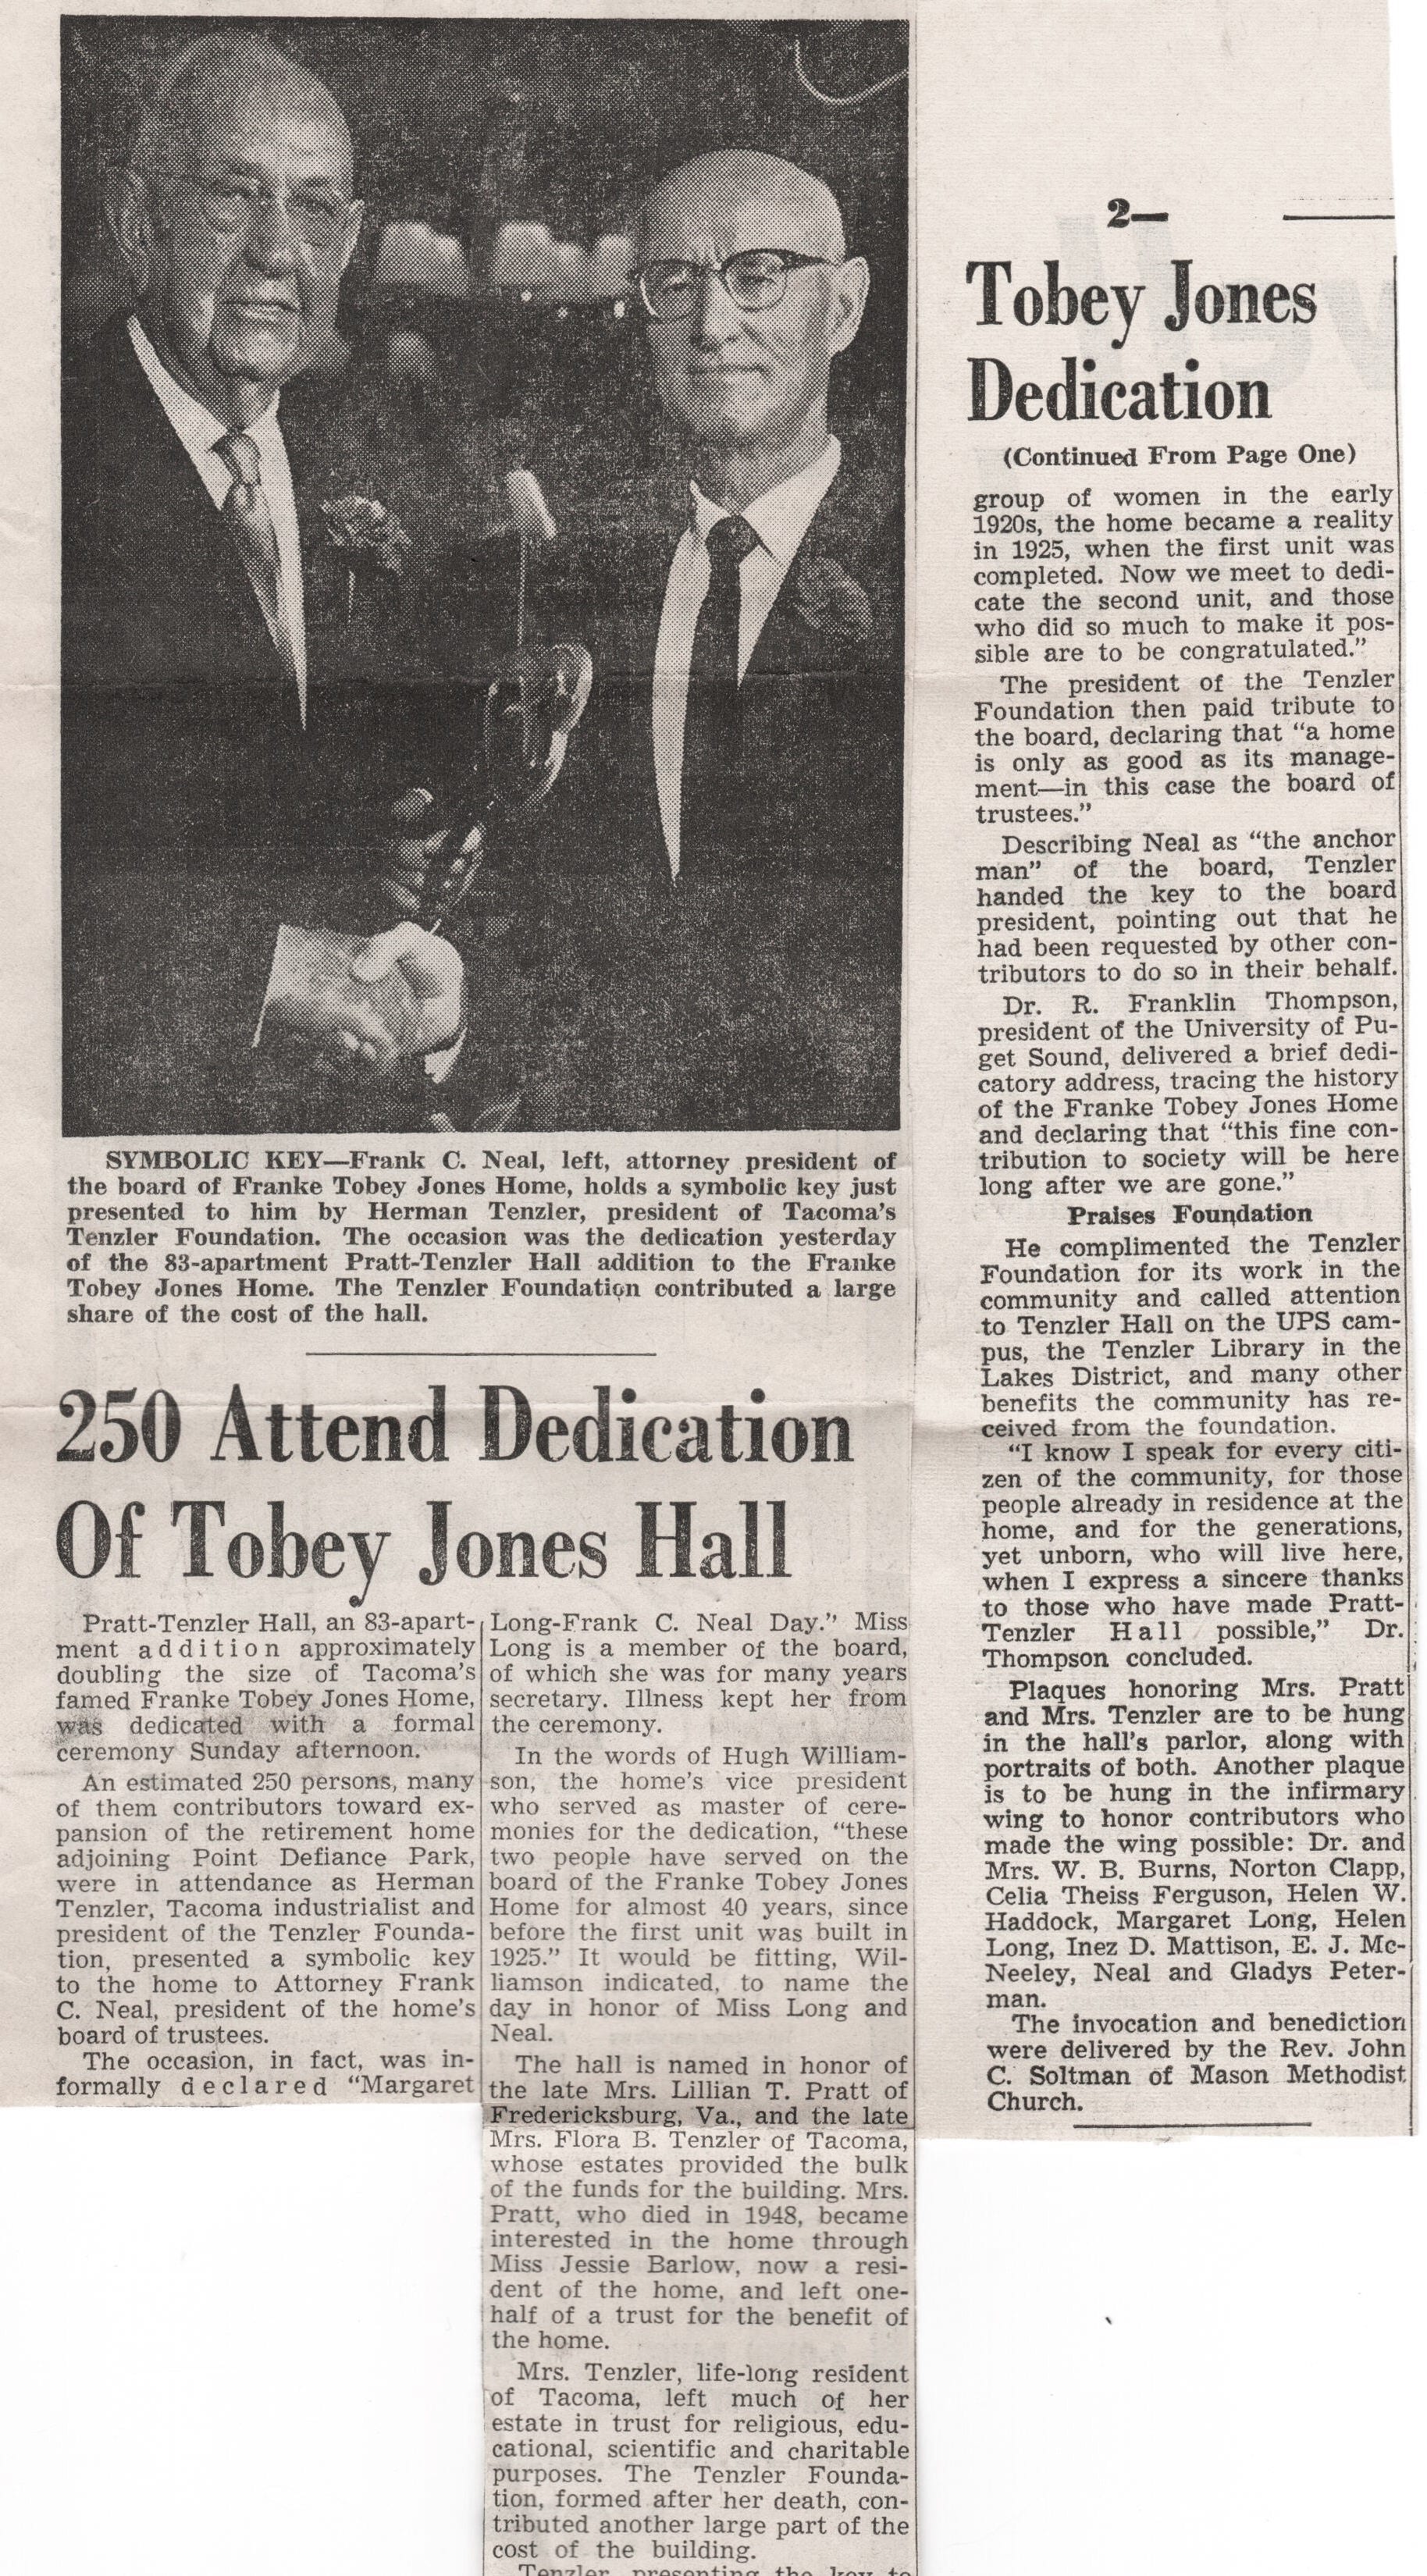 SYMBOLIC KEY—Frank C. Neal, left, attorney president of
the board of Franke Tobey Jones Home, holds a symbolic key just
presented to him by Herman Tenzler, president of Tacoma's
Tenzler Foundation. The occasion was the dedication yesterday
of the 83-apartment Pratt-Tenzler Hall addition to the Franke
Tobey Jones Home. The Tenzler Foundation contributed a large
share of the cost of the hall.
250 Attend Dedication
Of Tobey Jones Hall
Pratt-Tenzler Hall, an 83-apart-
ment addition approximately
doubling the size of Tacoma's
famed Franke Tobey Jones Home,
was dedicated with a formal
ceremony Sunday afternoon.
An estimated 250 persons, many
of them contributors toward ex-
pansion of the retirement home
adjoining Point Defiance Park,
were in attendance as Herman
Tenzler, Tacoma industrialist and
president of the Tenzler Founda-
tion, presented a symbolic key
to the home to Attorney Frank
C. Neal, president of the home's
board of trustees.
The occasion, in fact, was in-
formally declared "Margaret
Long-Frank C. Neal Day." Miss
Long is a member of the board,
of which she was for many years
secretary. Illness kept her from
the ceremony.
In the words of Hugh William-
son, the home's vice president
who served as master of cere-
monies for the dedication, "these
two people have served on the
board of the Franke Tobey Jones
Home for almost 40 years, since
before the first unit was built in
1925." It would be fitting, Wil-
liamson indicated, to name the
day in honor of Miss Long and
Neal.
The hall is named in honor of
the late Mrs. Lillian T. Pratt of
Fredericksburg, Va., and the late
Mrs. Flora B. Tenzler of Tacoma,
whose estates provided the bulk
of the funds for the building. Mrs.
Pratt, who died in 1948, became
interested in the home through
Miss Jessie Barlow, now a resi-
dent of the home, and left one-
half of a trust for the benefit of
the home.
Mrs. Tenzler, life-long resident
of Tacoma, left much of her
estate in trust for religious, edu-
cational, scientific and charitable
purposes. The Tenzler Founda-
tion, formed after her death, con-
tributed another large part of the
cost of the building.
Tenzler, presenting the key to
2—
Tobey Jones
Dedication
(Continued From Page One)
group of women in the early
1920s, the home became a reality
in 1925, when the first unit was
completed. Now we meet to dedi-
cate the second unit, and those
who did so much to make it pos-
sible are to be congratulated."
The president of the Tenzler
Foundation then paid tribute to
the board, declaring that "a home
is only as good as its manage-
ment—in this case the board of
trustees."
Describing Neal as "the anchor
man" of the board, Tenzler
handed the key to the board
president, pointing out that he
had been requested by other con-
tributors to do so in their behalf.
Dr. R. Franklin Thompson,
president of the University of Pu-
get Sound, delivered a brief dedi-
catory address, tracing the history
of the Franke Tobey Jones Home
and declaring that "this fine con-
tribution to society will be here
long after we are gone."
Praises Foundation
He complimented the Tenzler
Foundation for its work in the
community and called attention
to Tenzler Hall on the UPS cam-
pus, the Tenzler Library in the
Lakes District, and many other
benefits the community has re-
ceived from the foundation.
"I know I speak for every citi-
zen of the community, for those
people already in residence at the
home, and for the generations,
yet unborn, who will live here,
when I express a sincere thanks
to those who have made Pratt-
Tenzler Hall possible," Dr.
Thompson concluded.
Plaques honoring Mrs. Pratt
and Mrs. Tenzler are to be hung
in the hall's parlor, along with
portraits of both. Another plaque
is to be hung in the infirmary
wing to honor contributors who
made the wing possible: Dr. and
Mrs. W. B. Burns, Norton Clapp,
Celia Theiss Ferguson, Helen W.
Haddock, Margaret Long, Helen
Long, Inez D. Mattison, E. J. Mc-
Neeley, Neal and Gladys Peter-
man.
The invocation and benediction
were delivered by the Rev. John
C. Soltman of Mason Methodist
Church.